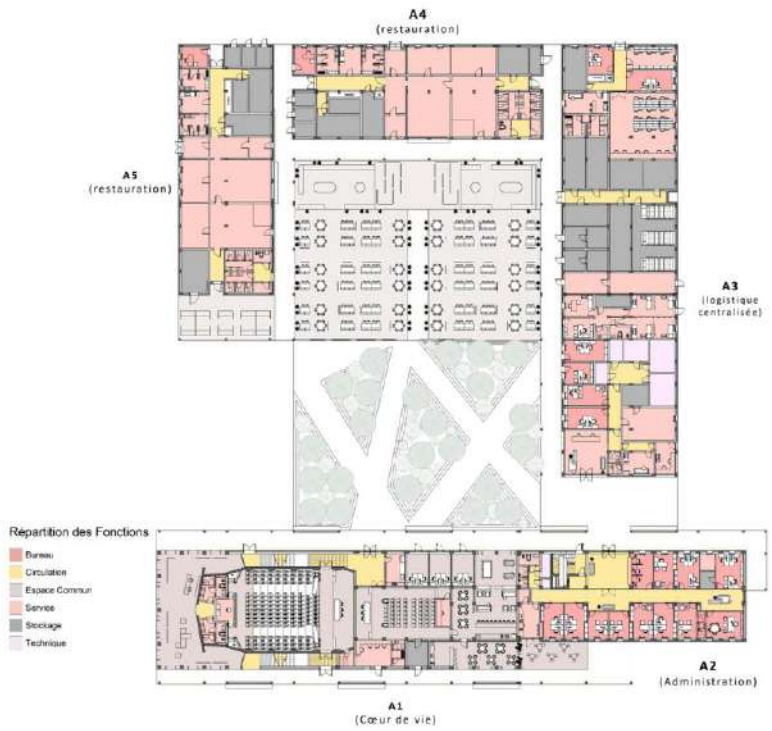 A4
(restauration)
A5
(restauration)
A3
(logistique
centralisée)
Répartition des Fonctions
Bureau
Circulation
Espace Commun
Service
Stockage
Technique
A2
(Administration)
A1
(Cœur de vie)